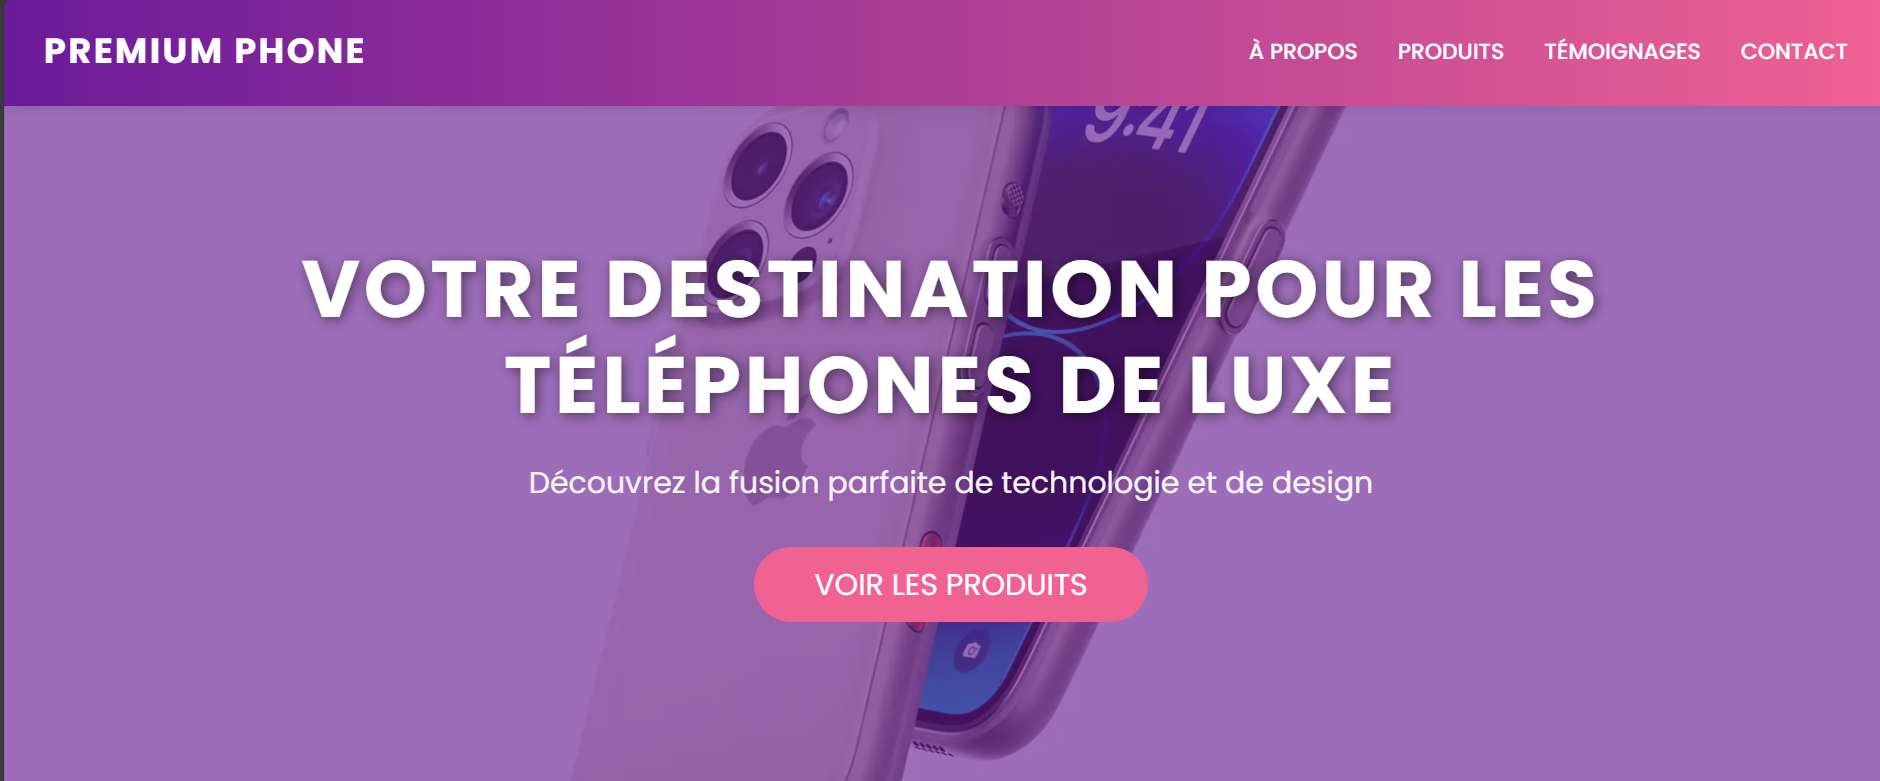 PREMIUM PHONE
À PROPOS PRODUITS TÉMOIGNAGES CONTACT
9:41
VOTRE DESTINATION POUR LES
TÉLÉPHONES DE LUXE
Découvrez la fusion parfaite de technologie et de design
VOIR LES PRODUITS